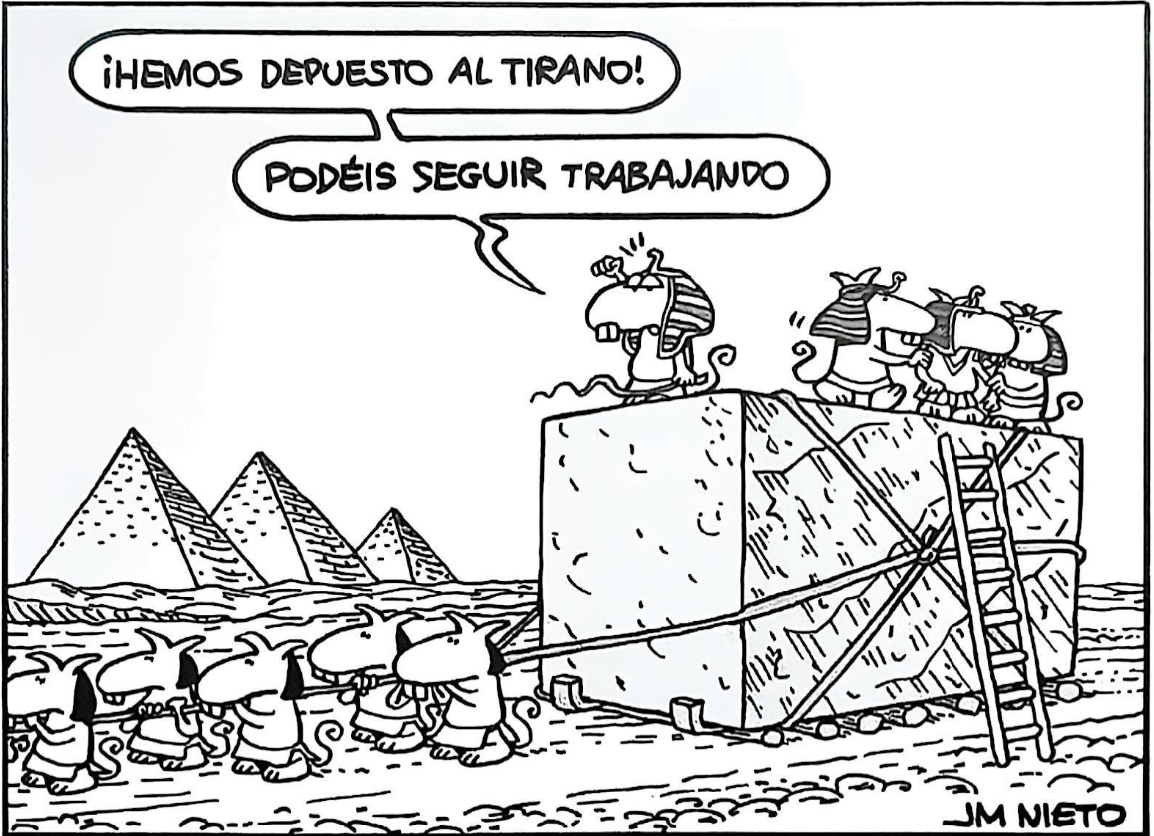 ¡HEMOS DEPUESTO AL TIRANO!
PODÉIS SEGUIR TRABAJANDO
JM NIETO